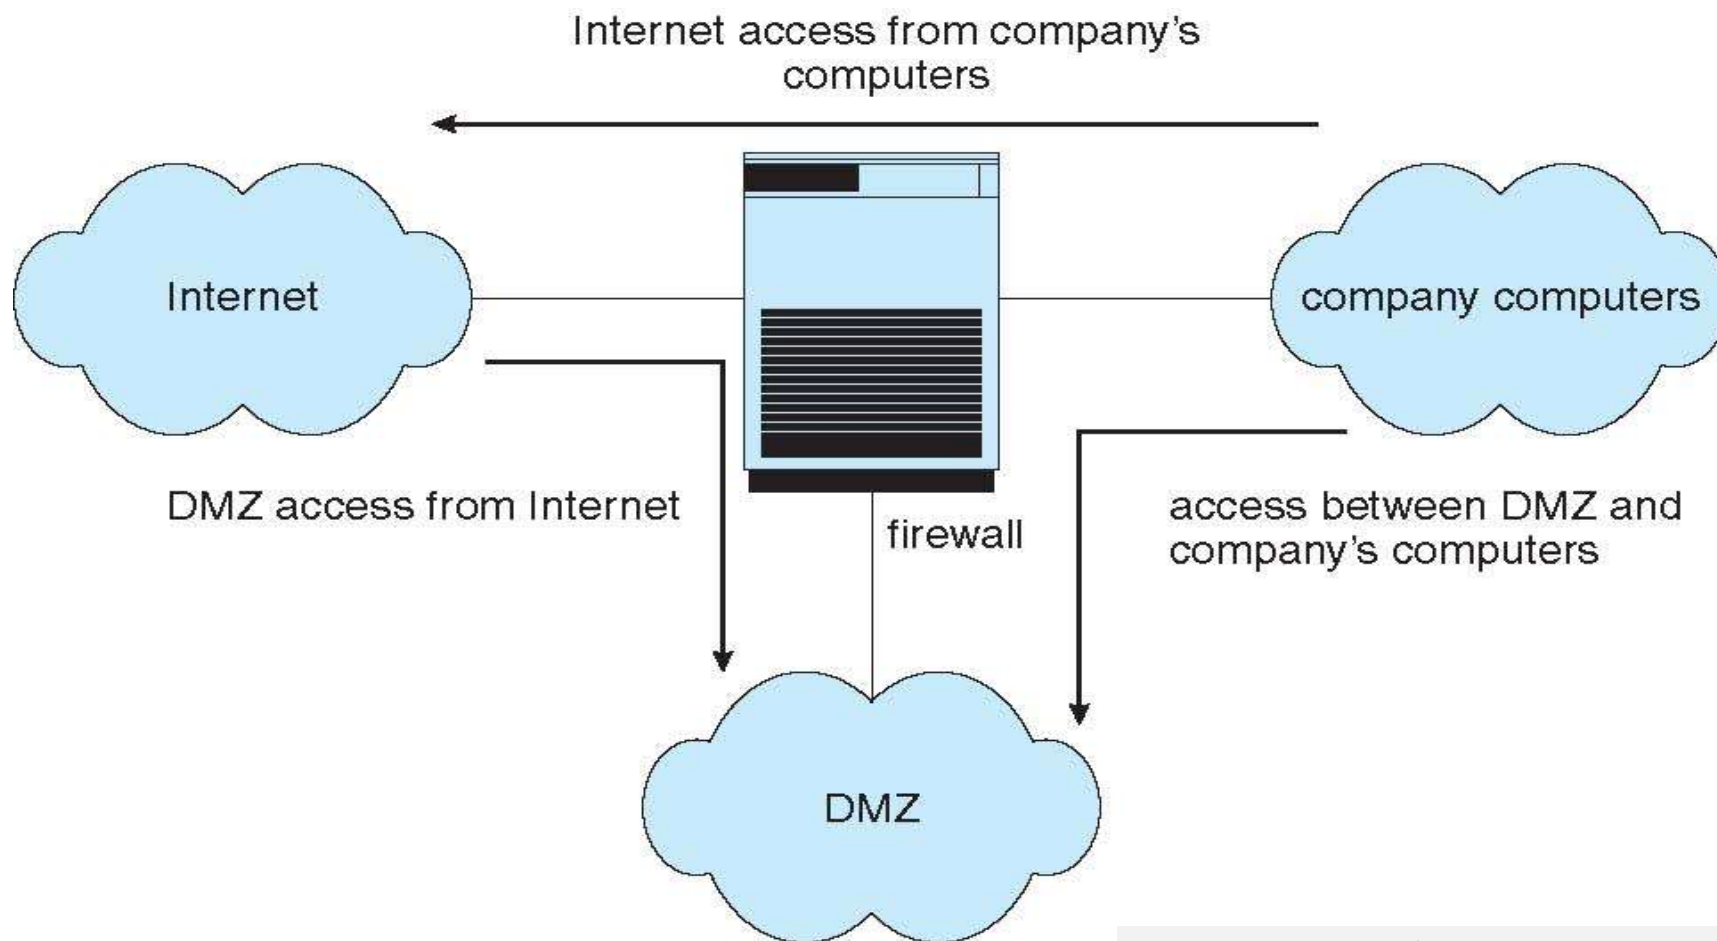 Internet access from company's
computers
Internet
company computers
DMZ access from Internet
firewall
access between DMZ and
company's computers
DMZ